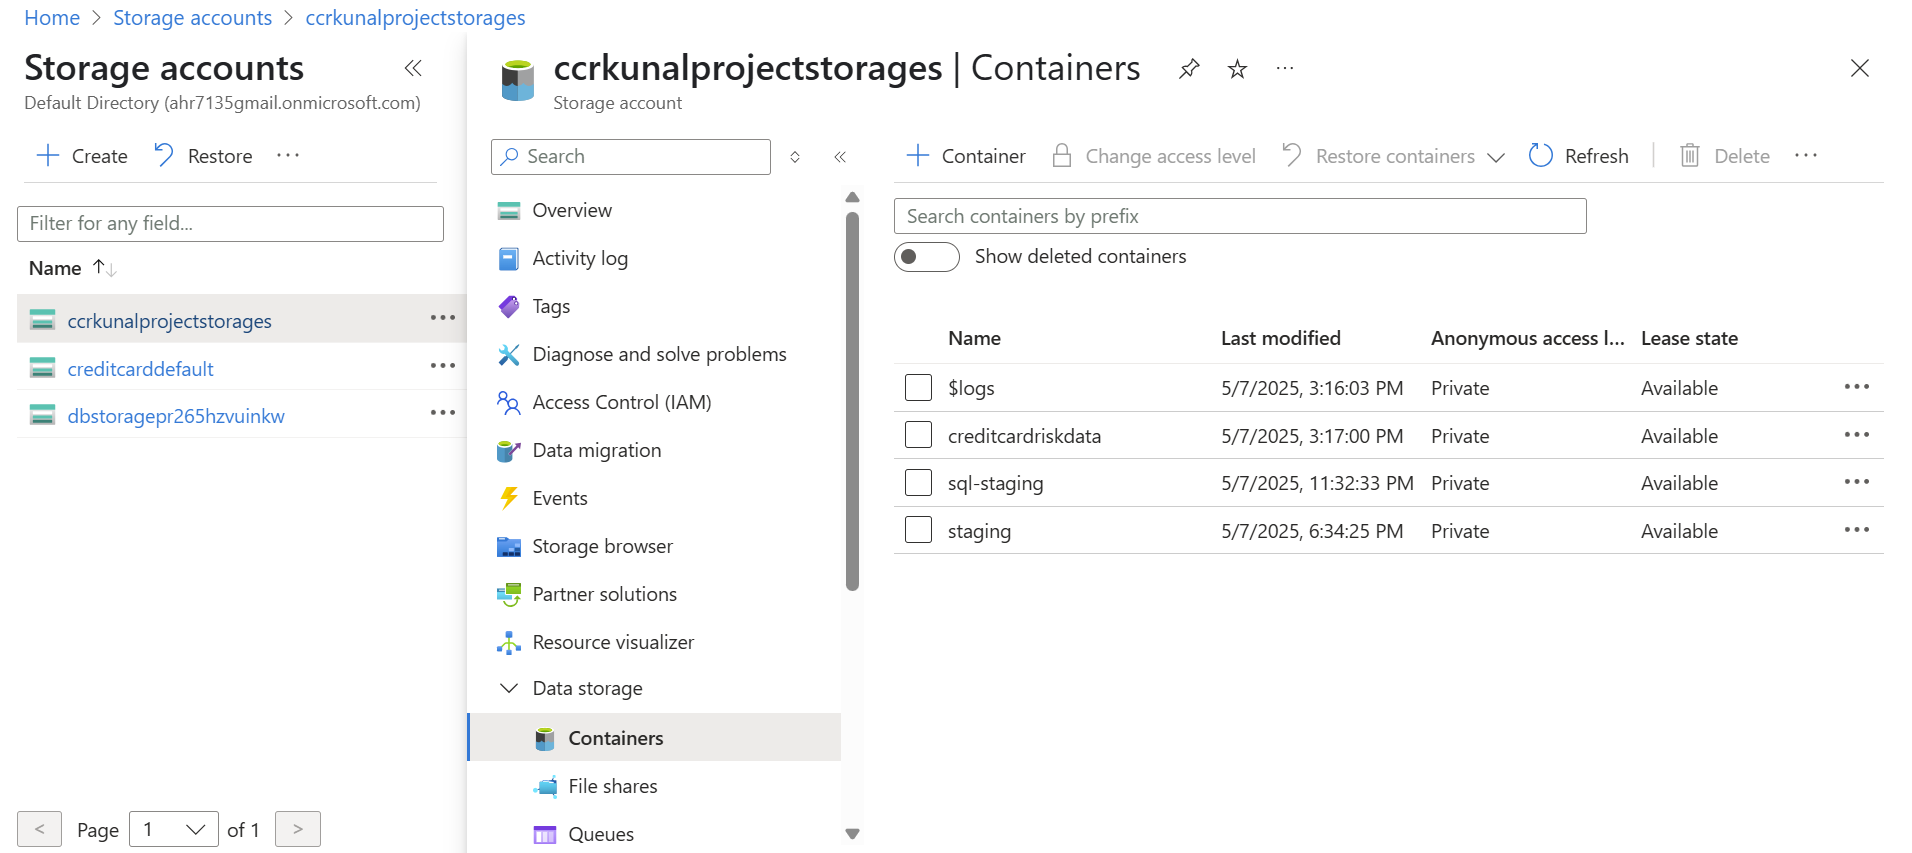 Home > Storage accounts > ccrkunalprojectstorages
Storage accounts
Default Directory (ahr7135gmail.onmicrosoft.com)
Create Restore ···
Filter for any field...
Name
ccrkunalprojectstorages ···
creditcarddefault ···
dbstoragepr265hzvuinkw ···
< Page 1 of 1 >
ccrkunalprojectstorages | Containers ···
Storage account
Search
Overview
Activity log
Tags
Diagnose and solve problems
Access Control (IAM)
Data migration
Events
Storage browser
Partner solutions
Resource visualizer
Data storage
Containers
File shares
Queues
Container Change access level Restore containers Refresh Delete ···
Search containers by prefix
Show deleted containers
Name Last modified Anonymous access l... Lease state
$logs 5/7/2025, 3:16:03 PM Private Available ···
creditcardriskdata 5/7/2025, 3:17:00 PM Private Available ···
sql-staging 5/7/2025, 11:32:33 PM Private Available ···
staging 5/7/2025, 6:34:25 PM Private Available ···